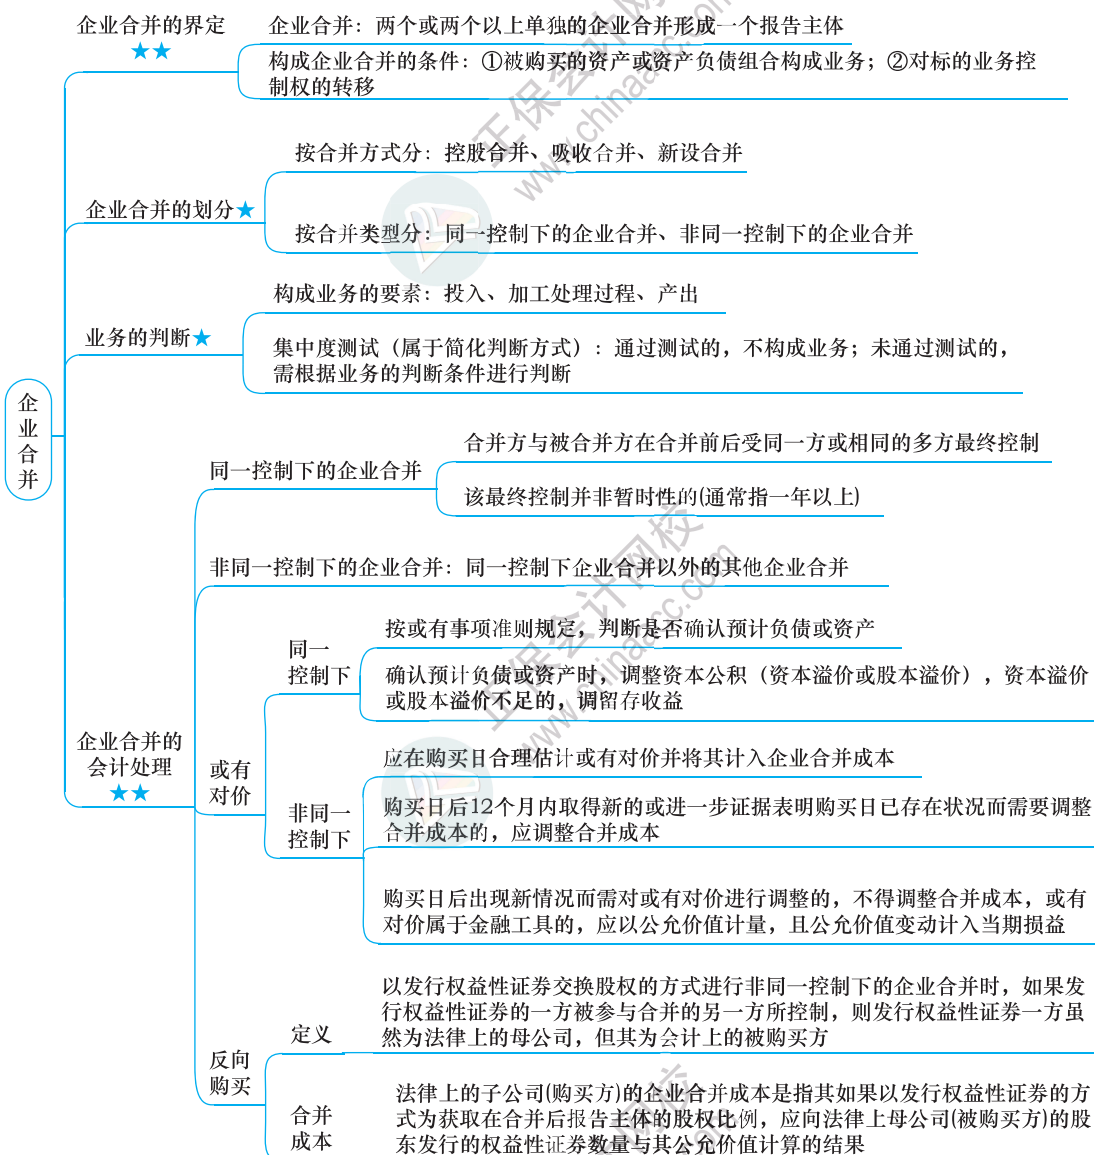 企业合并的界定
★★
企业合并：两个或两个以上单独的企业合并形成一个报告主体
构成企业合并的条件：①被购买的资产或资产负债组合构成业务；②对标的业务控
制权的转移
企业合并的划分★
按合并方式分：控股合并、吸收合并、新设合并
按合并类型分：同一控制下的企业合并、非同一控制下的企业合并
业务的判断★
构成业务的要素：投入、加工处理过程、产出
集中度测试（属于简化判断方式）：通过测试的，不构成业务；未通过测试的，
需根据业务的判断条件进行判断
企业合并
企业合并的
会计处理
★★
同一控制下的企业合并
合并方与被合并方在合并前后受同一方或相同的多方最终控制
该最终控制并非暂时性的(通常指一年以上)
非同一控制下的企业合并：同一控制下企业合并以外的其他企业合并
或有
对价
同一
控制下
按或有事项准则规定，判断是否确认预计负债或资产
确认预计负债或资产时，调整资本公积（资本溢价或股本溢价），资本溢价
或股本溢价不足的，调留存收益
非同一
控制下
应在购买日合理估计或有对价并将其计入企业合并成本
购买日后12个月内取得新的或进一步证据表明购买日已存在状况而需要调整
合并成本的，应调整合并成本
购买日后出现新情况而需对或有对价进行调整的，不得调整合并成本，或有
对价属于金融工具的，应以公允价值计量，且公允价值变动计入当期损益
反向
购买
定义
以发行权益性证券交换股权的方式进行非同一控制下的企业合并时，如果发
行权益性证券的一方被参与合并的另一方所控制，则发行权益性证券一方虽
然为法律上的母公司，但其为会计上的被购买方
合并
成本
法律上的子公司(购买方)的企业合并成本是指其如果以发行权益性证券的方
式为获取在合并后报告主体的股权比例，应向法律上母公司(被购买方)的股
东发行的权益性证券数量与其公允价值计算的结果
正保会计网校
www.chinaacc.com
正保会计网校
www.chinaacc.com